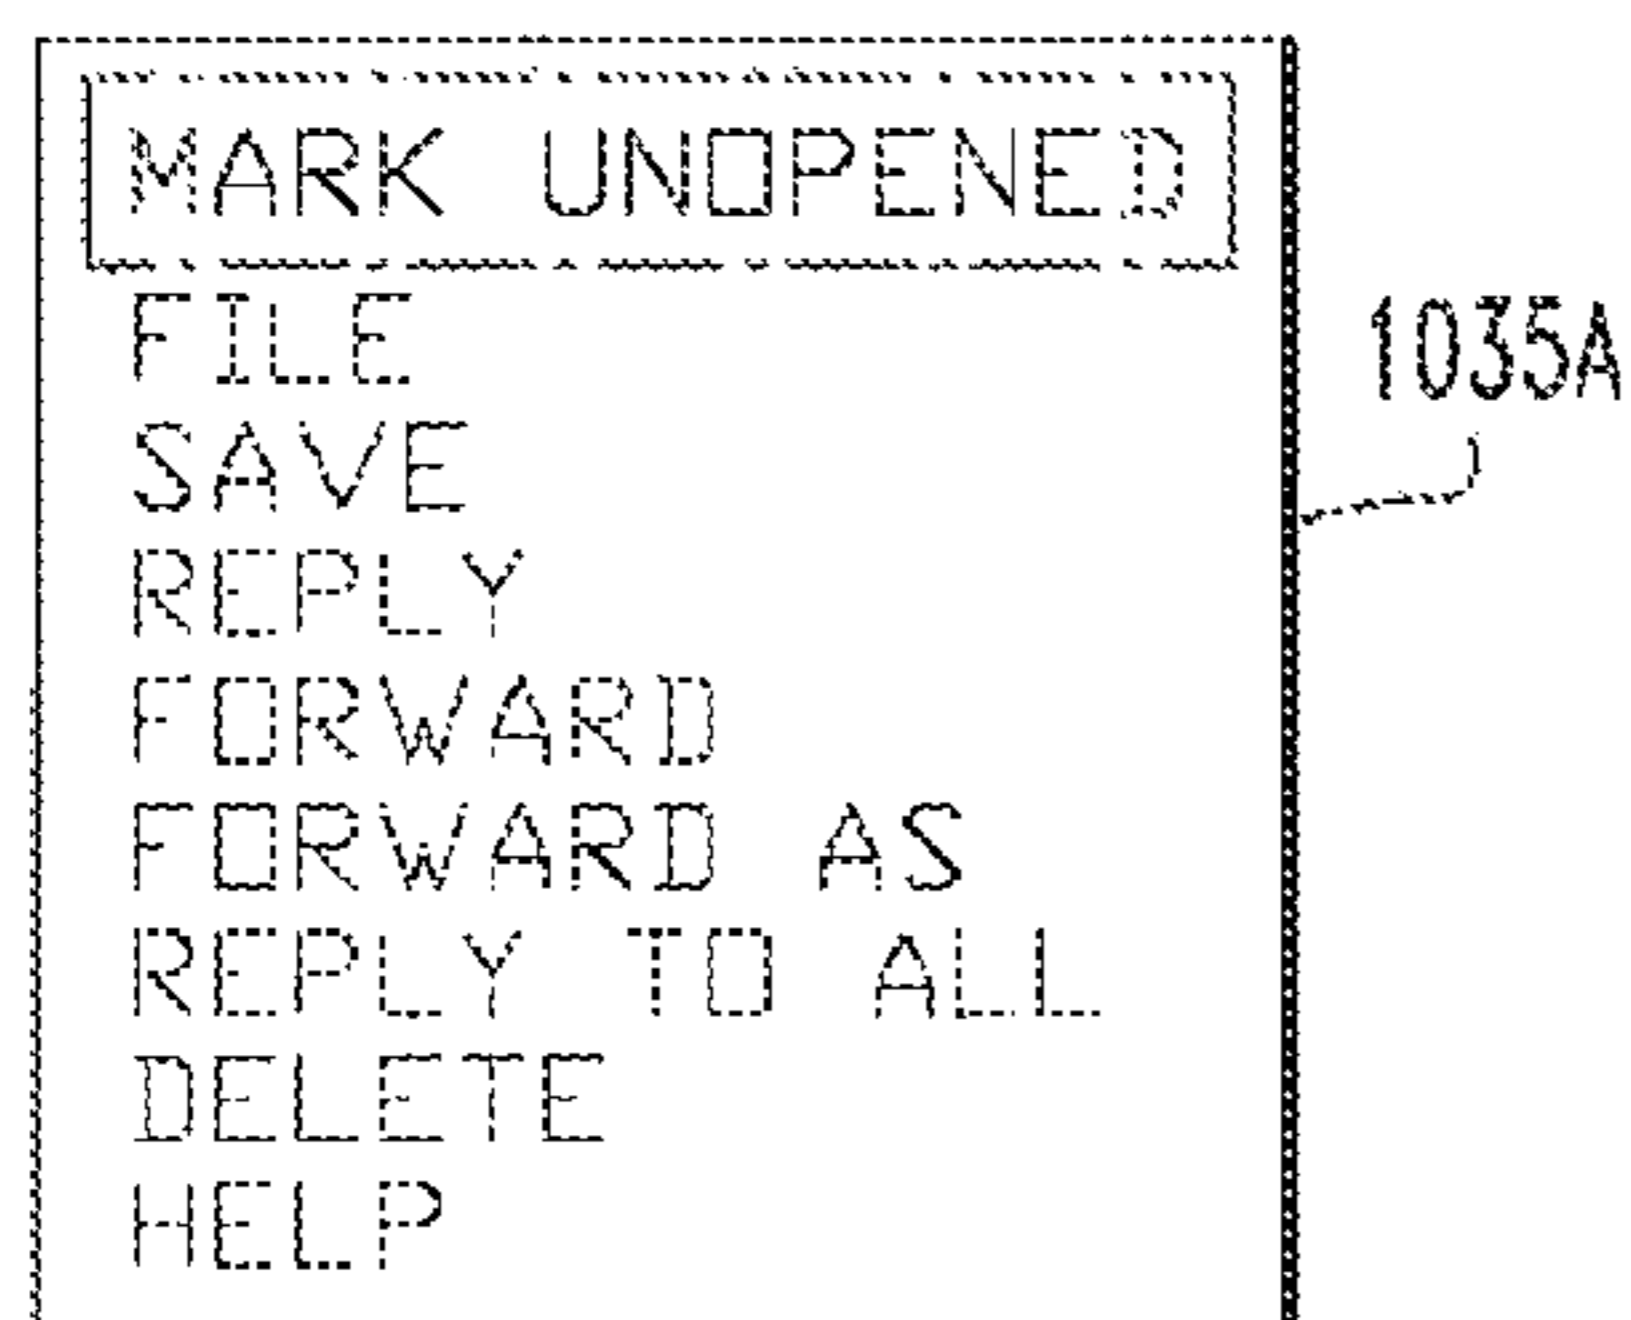 MARK UNOPENED
FILE
1035A
SAVE
REPLY
FORWARD
FORWARD AS
REPLY TO ALL
DELETE
HELP